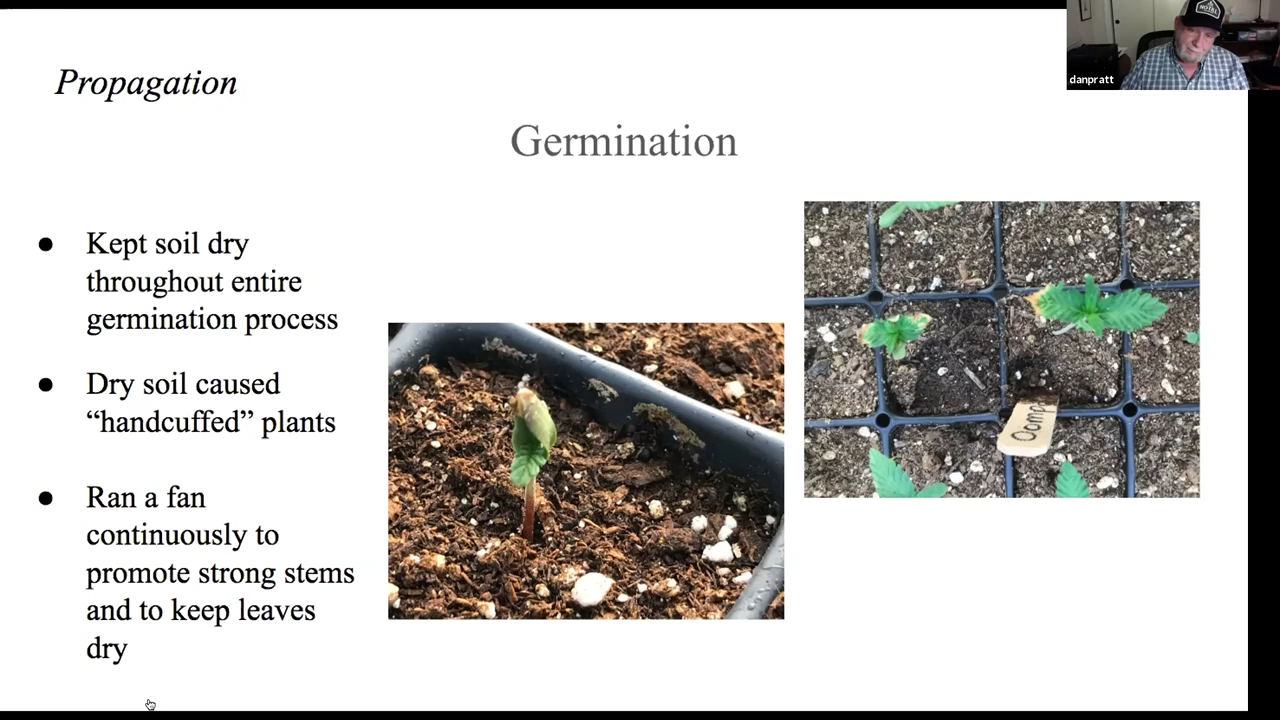 NOTEL
danpratt
Propagation
Germination
● Kept soil dry
throughout entire
germination process
● Dry soil caused
“handcuffed” plants
● Ran a fan
continuously to
promote strong stems
and to keep leaves
dry